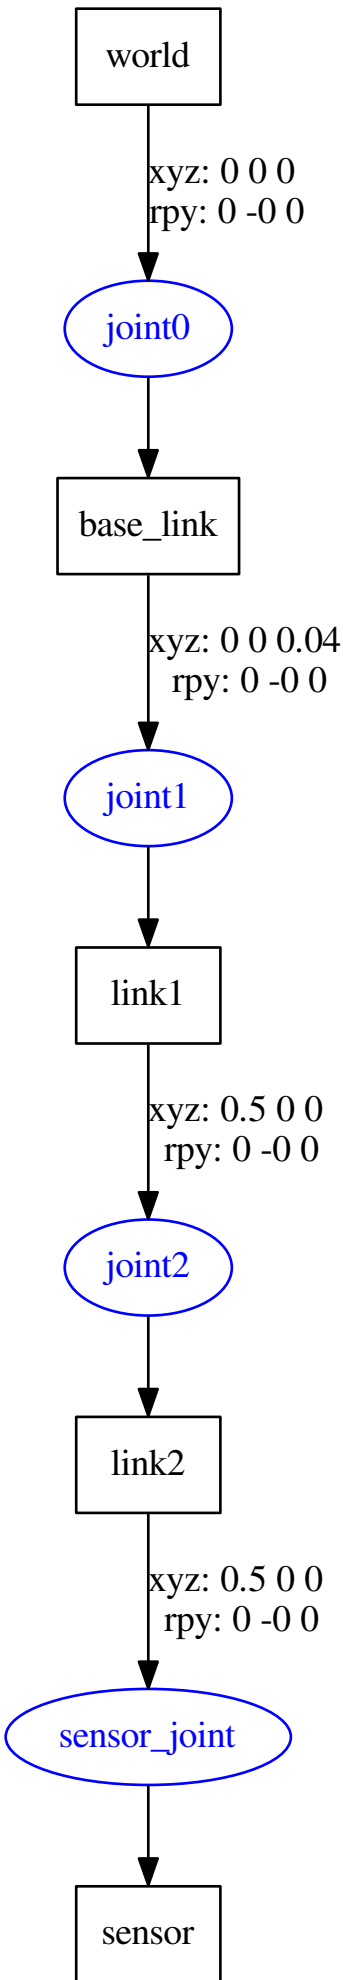 world
xyz: 0 0 0
rpy: 0 -0 0
joint0
base_link
xyz: 0 0 0.04
rpy: 0 -0 0
joint1
link1
xyz: 0.5 0 0
rpy: 0 -0 0
joint2
link2
xyz: 0.5 0 0
rpy: 0 -0 0
sensor_joint
sensor